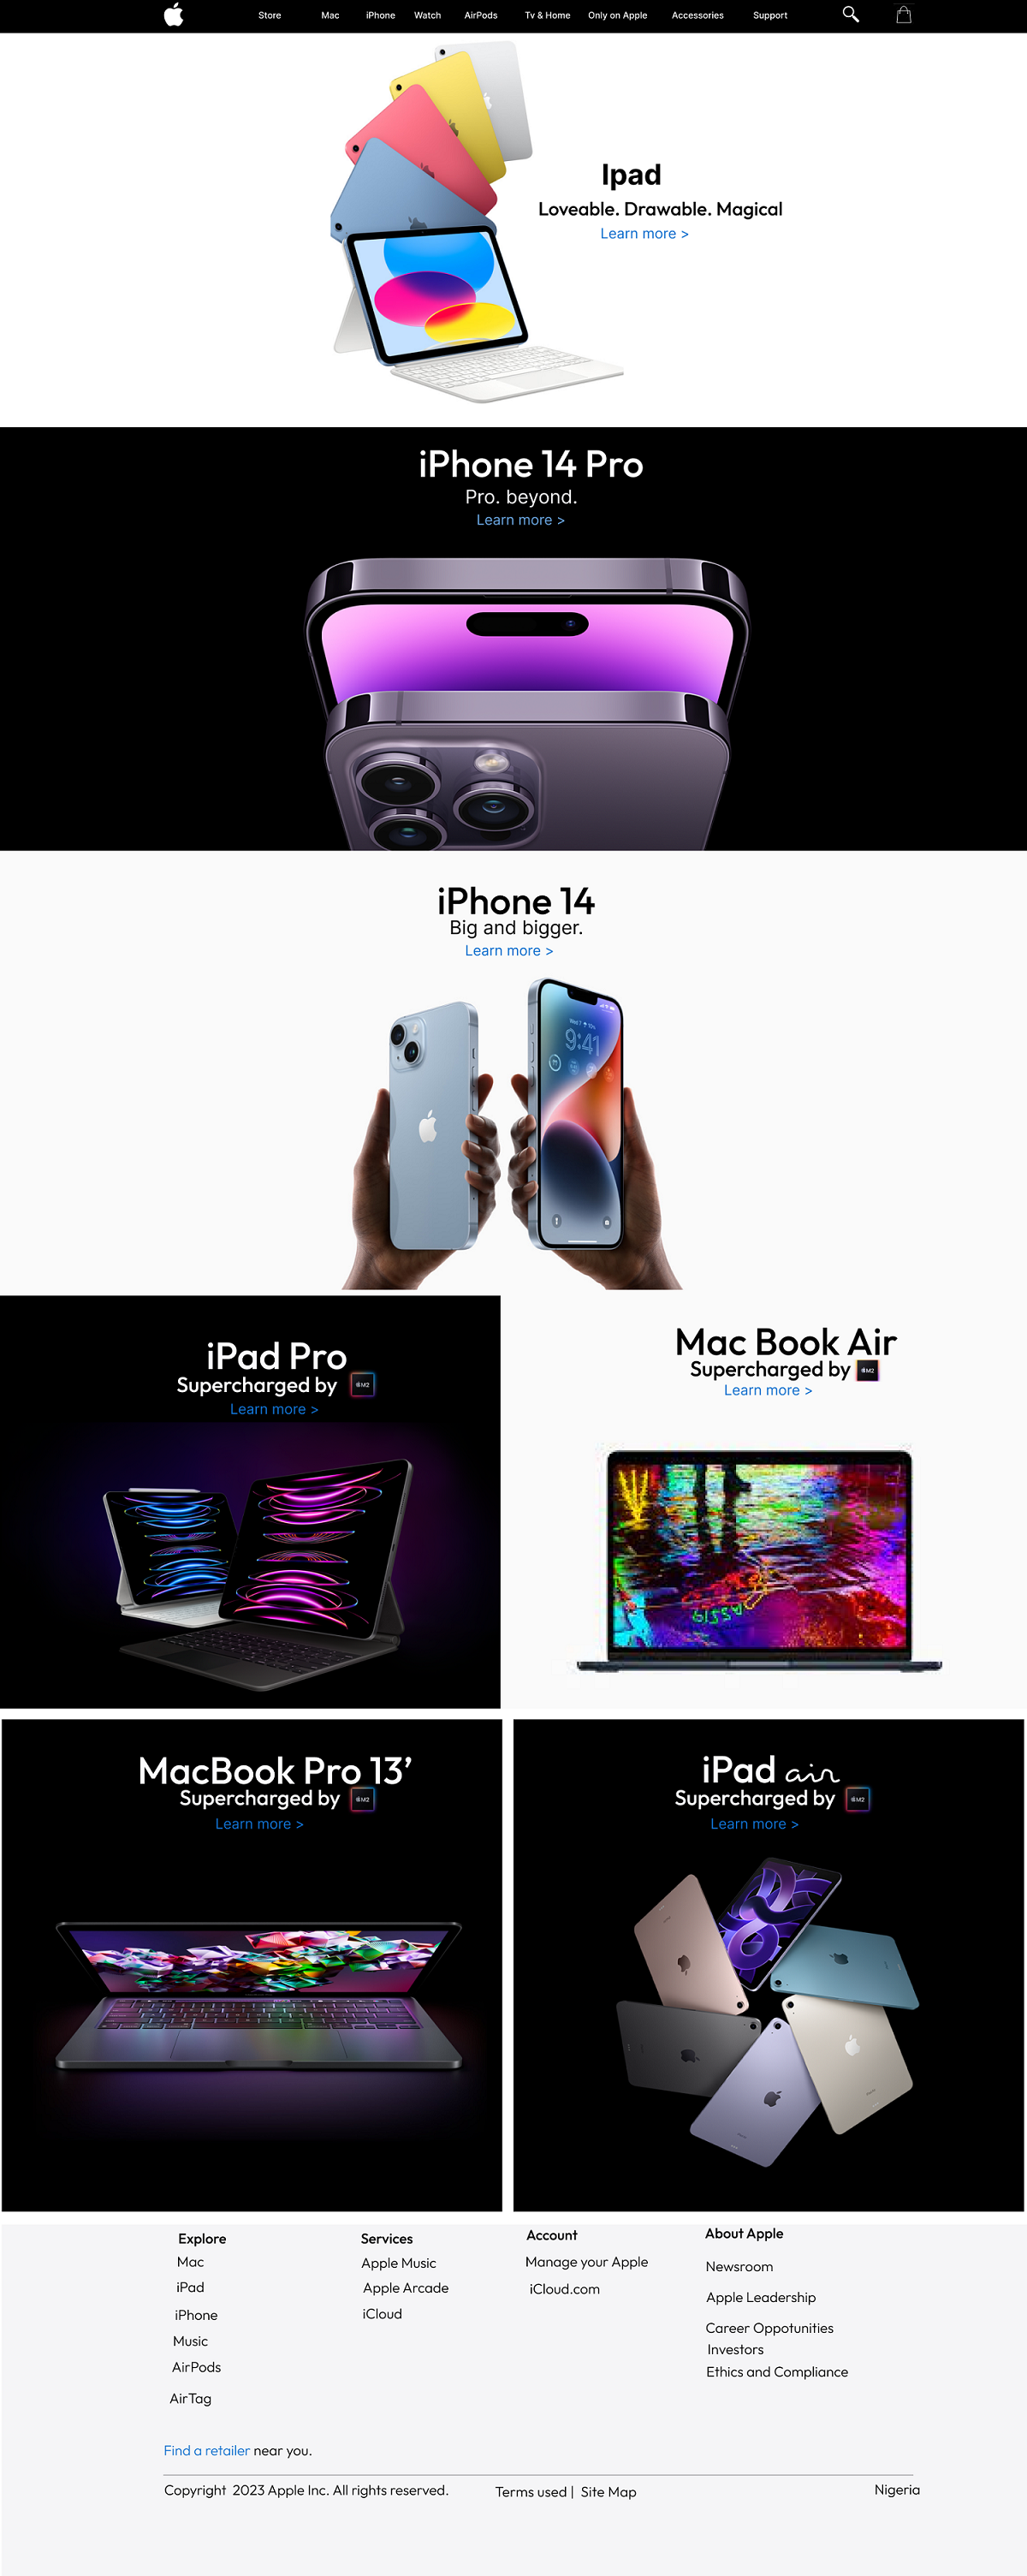 Store Mac iPhone Watch AirPods Tv & Home Only on Apple Accessories Support
Ipad
Loveable. Drawable. Magical
Learn more >
iPhone 14 Pro
Pro. beyond.
Learn more >
iPhone 14
Big and bigger.
Learn more >
9:41
iPad Pro
Supercharged by M2
Learn more >
Mac Book Air
Supercharged by M2
Learn more >
MacBook Pro 13’
Supercharged by M2
Learn more >
iPad air
Supercharged by M2
Learn more >
Explore
Mac
iPad
iPhone
Music
AirPods
AirTag
Services
Apple Music
Apple Arcade
iCloud
Account
Manage your Apple
iCloud.com
About Apple
Newsroom
Apple Leadership
Career Oppotunities
Investors
Ethics and Compliance
Find a retailer near you.
Copyright 2023 Apple Inc. All rights reserved. Terms used | Site Map Nigeria